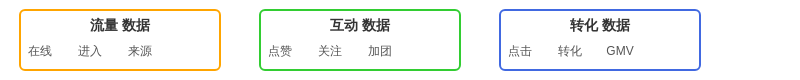 流量 数据
在线 进入 来源
互动 数据
点赞 关注 加团
转化 数据
点击 转化 GMV